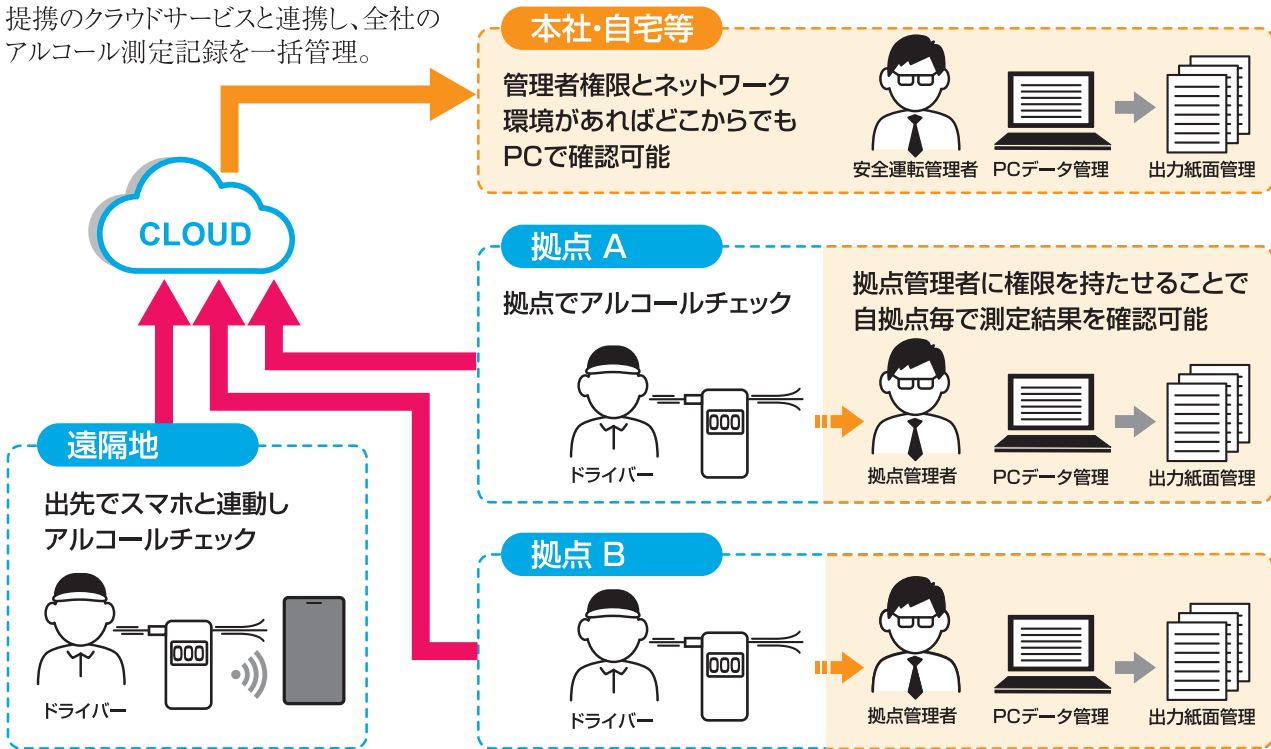 提携のクラウドサービスと連携し、全社の
アルコール測定記録を一括管理。
本社・自宅等
管理者権限とネットワーク
環境があればどこからでも
PCで確認可能
安全運転管理者
PCデータ管理
出力紙面管理
CLOUD
拠点 A
拠点でアルコールチェック
拠点管理者に権限を持たせることで
自拠点毎で測定結果を確認可能
000
ドライバー
拠点管理者
PCデータ管理
出力紙面管理
遠隔地
出先でスマホと連動し
アルコールチェック
000
ドライバー
拠点 B
000
ドライバー
拠点管理者
PCデータ管理
出力紙面管理